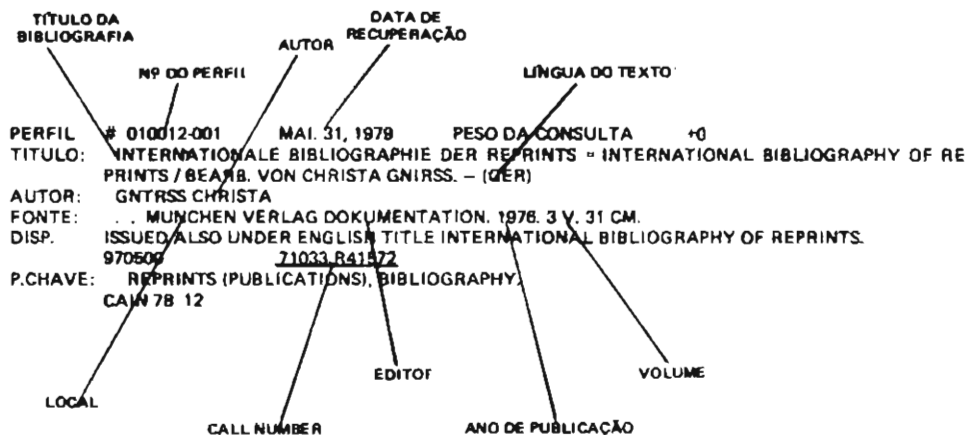 TÍTULO DA
BIBLIOGRAFIA
DATA DE
RECUPERAÇÃO
AUTOR
Nº DO PERFIL
LÍNGUA DO TEXTO
PERFIL # 010012-001 MAI. 31, 1979 PESO DA CONSULTA +0
TITULO: INTERNATIONALE BIBLIOGRAPHIE DER REPRINTS = INTERNATIONAL BIBLIOGRAPHY OF RE
PRINTS / BEARB. VON CHRISTA GNIRSS. – (GER)
AUTOR: GNTRSS CHRISTA
FONTE: . . MUNCHEN VERLAG DOKUMENTATION. 1976. 3 V. 31 CM.
DISP. ISSUED ALSO UNDER ENGLISH TITLE INTERNATIONAL BIBLIOGRAPHY OF REPRINTS.
970500 71033.R41572
P.CHAVE: REPRINTS (PUBLICATIONS), BIBLIOGRAPHY.
CAIN 78 12
EDITOR
VOLUME
LOCAL
CALL NUMBER
ANO DE PUBLICAÇÃO